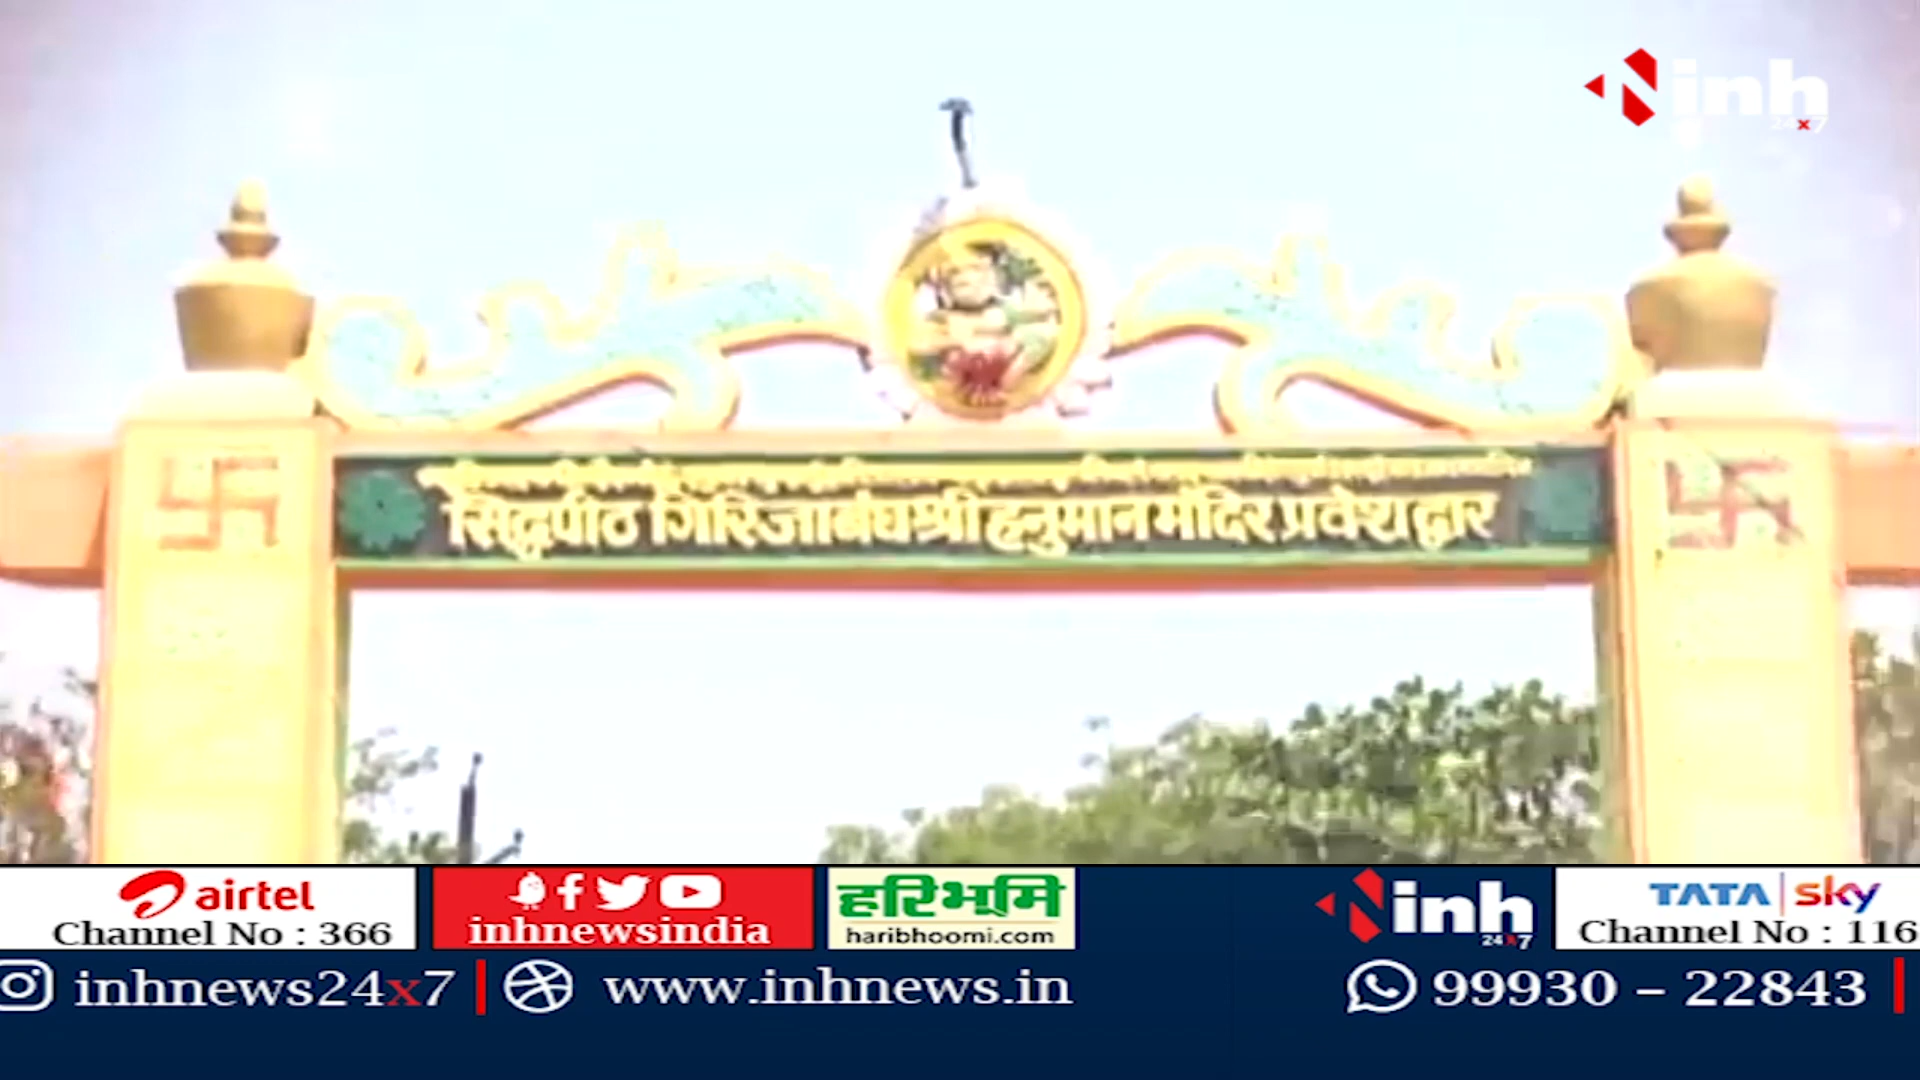 inh
24x7
सिद्धपीठ गिरिजाबंध श्री हनुमान मंदिर प्रवेश द्वार
airtel
Channel No : 366
inhnewsindia
हरिभूमि
haribhoomi.com
inh
24x7
TATA sky
Channel No : 116
inhnews24x7
www.inhnews.in
99930 - 22843